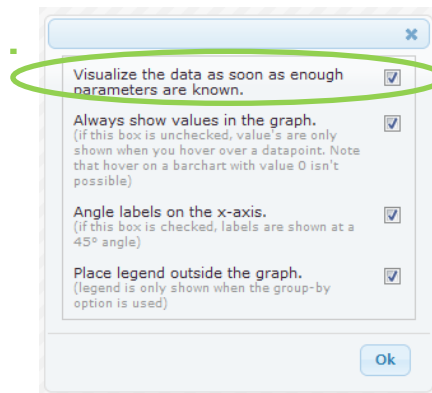 Visualize the data as soon as enough
parameters are known.
Always show values in the graph.
(if this box is unchecked, value's are only
shown when you hover over a datapoint. Note
that hover on a barchart with value 0 isn't
possible)
Angle labels on the x-axis.
(if this box is checked, labels are shown at a
45° angle)
Place legend outside the graph.
(legend is only shown when the group-by
option is used)
Ok